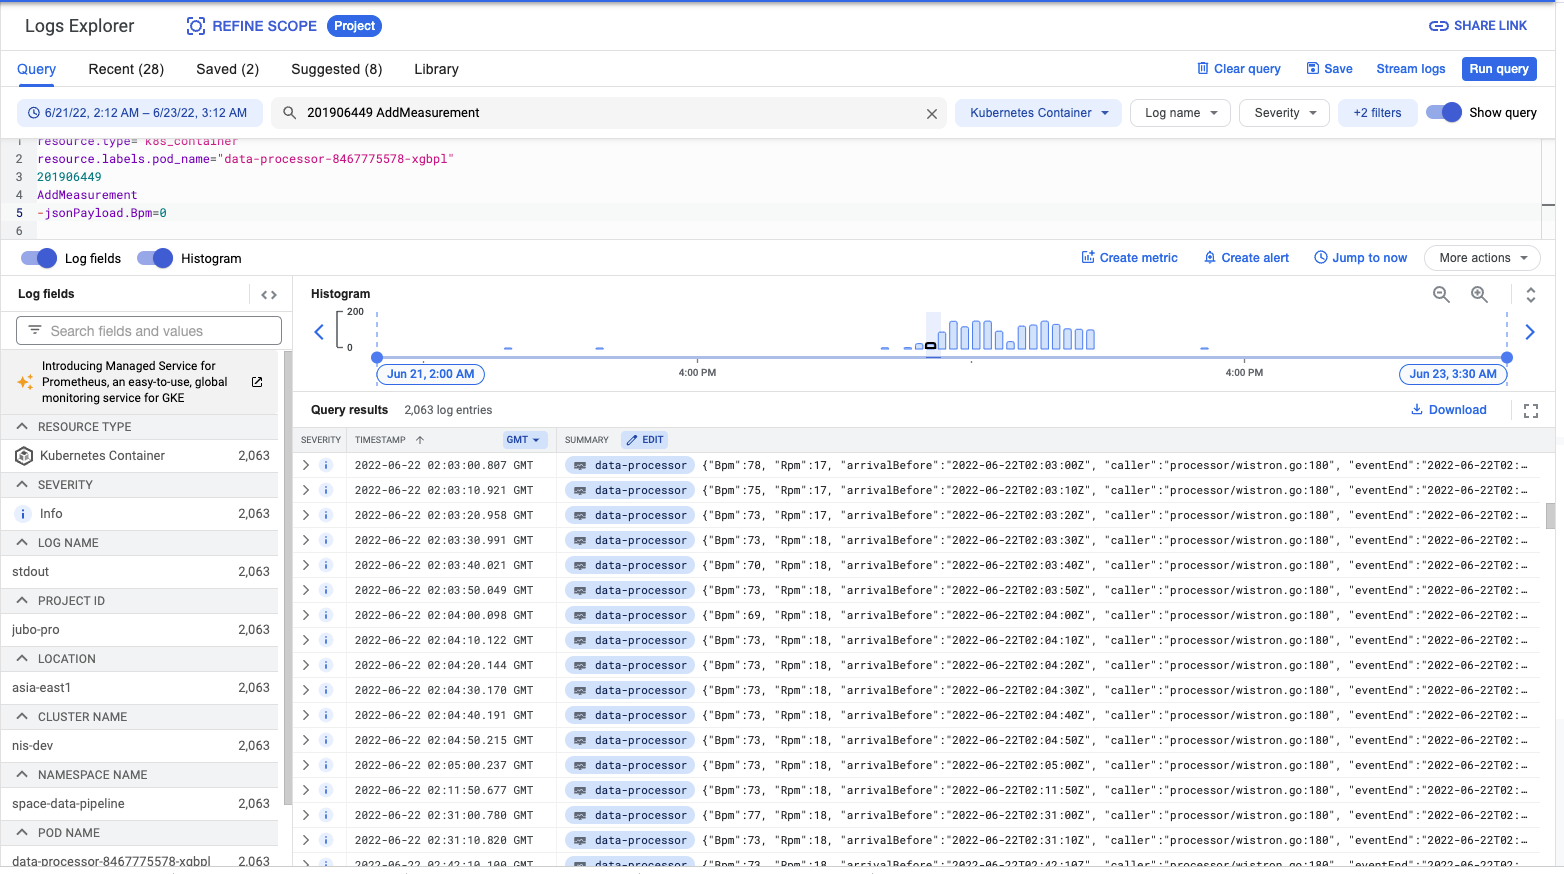 Logs Explorer
REFINE SCOPE
Project
SHARE LINK
Query
Recent (28)
Saved (2)
Suggested (8)
Library
Clear query
Save
Stream logs
Run query
6/21/22, 2:12 AM – 6/23/22, 3:12 AM
201906449 AddMeasurement
Kubernetes Container
Log name
Severity
+2 filters
Show query
1 resource.type="k8s_container"
2 resource.labels.pod_name="data-processor-8467775578-xgbpl"
3 201906449
4 AddMeasurement
5 -jsonPayload.Bpm=0
6
Log fields
Histogram
Create metric
Create alert
Jump to now
More actions
Log fields
Search fields and values
Introducing Managed Service for
Prometheus, an easy-to-use, global
monitoring service for GKE
RESOURCE TYPE
Kubernetes Container 2,063
SEVERITY
Info 2,063
LOG NAME
stdout 2,063
PROJECT ID
jubo-pro 2,063
LOCATION
asia-east1 2,063
CLUSTER NAME
nis-dev 2,063
NAMESPACE NAME
space-data-pipeline 2,063
POD NAME
data-processor-8467775578-xgbpl 2,063
Histogram
200
0
Jun 21, 2:00 AM
4:00 PM
4:00 PM
Jun 23, 3:30 AM
Query results 2,063 log entries
Download
SEVERITY TIMESTAMP GMT SUMMARY EDIT
2022-06-22 02:03:00.807 GMT data-processor {"Bpm":78, "Rpm":17, "arrivalBefore":"2022-06-22T02:03:00Z", "caller":"processor/wistron.go:180", "eventEnd":"2022-06-22T02:…
2022-06-22 02:03:10.921 GMT data-processor {"Bpm":75, "Rpm":17, "arrivalBefore":"2022-06-22T02:03:10Z", "caller":"processor/wistron.go:180", "eventEnd":"2022-06-22T02:…
2022-06-22 02:03:20.958 GMT data-processor {"Bpm":73, "Rpm":17, "arrivalBefore":"2022-06-22T02:03:20Z", "caller":"processor/wistron.go:180", "eventEnd":"2022-06-22T02:…
2022-06-22 02:03:30.991 GMT data-processor {"Bpm":73, "Rpm":18, "arrivalBefore":"2022-06-22T02:03:30Z", "caller":"processor/wistron.go:180", "eventEnd":"2022-06-22T02:…
2022-06-22 02:03:40.021 GMT data-processor {"Bpm":70, "Rpm":18, "arrivalBefore":"2022-06-22T02:03:40Z", "caller":"processor/wistron.go:180", "eventEnd":"2022-06-22T02:…
2022-06-22 02:03:50.049 GMT data-processor {"Bpm":73, "Rpm":18, "arrivalBefore":"2022-06-22T02:03:50Z", "caller":"processor/wistron.go:180", "eventEnd":"2022-06-22T02:…
2022-06-22 02:04:00.098 GMT data-processor {"Bpm":69, "Rpm":18, "arrivalBefore":"2022-06-22T02:04:00Z", "caller":"processor/wistron.go:180", "eventEnd":"2022-06-22T02:…
2022-06-22 02:04:10.122 GMT data-processor {"Bpm":73, "Rpm":18, "arrivalBefore":"2022-06-22T02:04:10Z", "caller":"processor/wistron.go:180", "eventEnd":"2022-06-22T02:…
2022-06-22 02:04:20.144 GMT data-processor {"Bpm":73, "Rpm":18, "arrivalBefore":"2022-06-22T02:04:20Z", "caller":"processor/wistron.go:180", "eventEnd":"2022-06-22T02:…
2022-06-22 02:04:30.170 GMT data-processor {"Bpm":73, "Rpm":18, "arrivalBefore":"2022-06-22T02:04:30Z", "caller":"processor/wistron.go:180", "eventEnd":"2022-06-22T02:…
2022-06-22 02:04:40.191 GMT data-processor {"Bpm":73, "Rpm":18, "arrivalBefore":"2022-06-22T02:04:40Z", "caller":"processor/wistron.go:180", "eventEnd":"2022-06-22T02:…
2022-06-22 02:04:50.215 GMT data-processor {"Bpm":73, "Rpm":18, "arrivalBefore":"2022-06-22T02:04:50Z", "caller":"processor/wistron.go:180", "eventEnd":"2022-06-22T02:…
2022-06-22 02:05:00.237 GMT data-processor {"Bpm":73, "Rpm":18, "arrivalBefore":"2022-06-22T02:05:00Z", "caller":"processor/wistron.go:180", "eventEnd":"2022-06-22T02:…
2022-06-22 02:11:50.677 GMT data-processor {"Bpm":73, "Rpm":18, "arrivalBefore":"2022-06-22T02:11:50Z", "caller":"processor/wistron.go:180", "eventEnd":"2022-06-22T02:…
2022-06-22 02:31:00.780 GMT data-processor {"Bpm":77, "Rpm":18, "arrivalBefore":"2022-06-22T02:31:00Z", "caller":"processor/wistron.go:180", "eventEnd":"2022-06-22T02:…
2022-06-22 02:31:10.820 GMT data-processor {"Bpm":73, "Rpm":18, "arrivalBefore":"2022-06-22T02:31:10Z", "caller":"processor/wistron.go:180", "eventEnd":"2022-06-22T02:…
2022-06-22 02:42:10.100 GMT data-processor {"Bpm":73, "Rpm":18, "arrivalBefore":"2022-06-22T02:42:10Z", "caller":"processor/wistron.go:180", "eventEnd":"2022-06-22T02:…